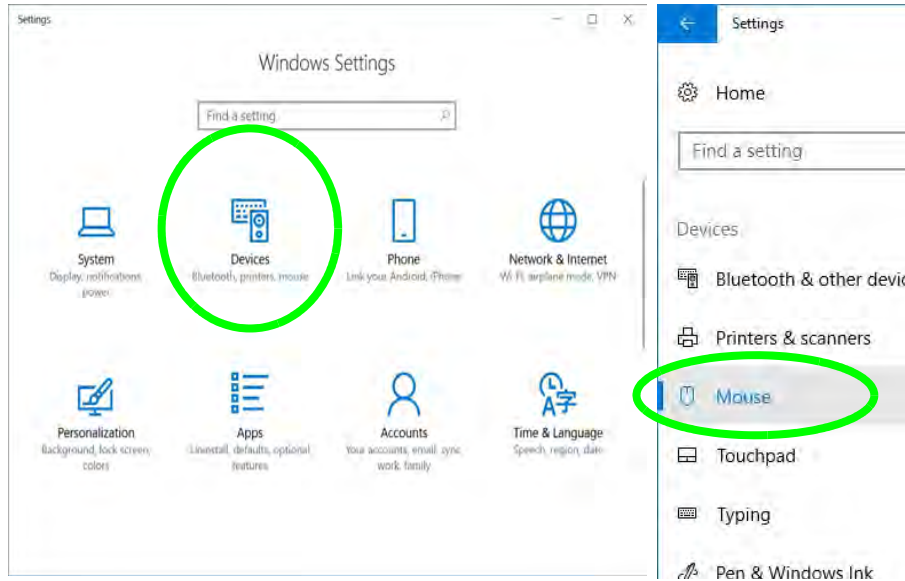 Settings
Windows Settings
Find a setting
System
Display, notifications,
power
Devices
Bluetooth, printers, mouse
Phone
Link your Android, iPhone
Network & Internet
Wi-Fi, airplane mode, VPN
Personalization
Background, lock screen,
colors
Apps
Uninstall, defaults, optional
features
Accounts
Your accounts, email, sync,
work, family
Time & Language
Speech, region, date
A字
Settings
Home
Find a setting
Devices
Bluetooth & other devic
Printers & scanners
Mouse
Touchpad
Typing
Pen & Windows Ink